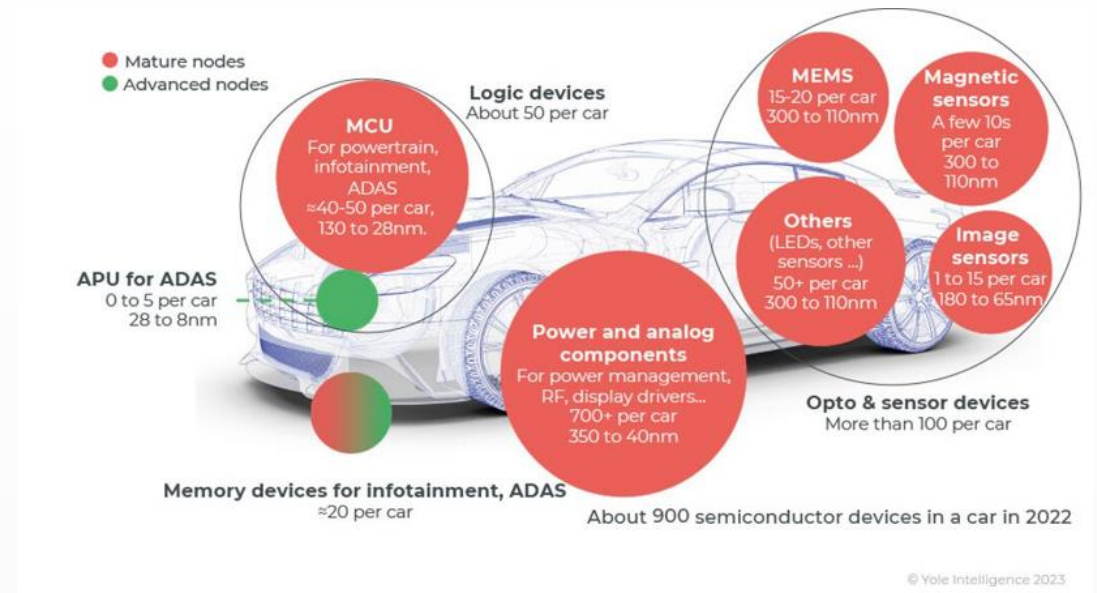 Mature nodes
Advanced nodes
Logic devices
About 50 per car
MCU
For powertrain,
infotainment,
ADAS
≈40-50 per car,
130 to 28nm.
APU for ADAS
0 to 5 per car
28 to 8nm
MEMS
15-20 per car
300 to 110nm
Magnetic
sensors
A few 10s
per car
300 to
110nm
Others
(LEDs, other
sensors ...)
50+ per car
300 to 110nm
Image
sensors
1 to 15 per car
180 to 65nm
Power and analog
components
For power management,
RF, display drivers...
700+ per car
350 to 40nm
Opto & sensor devices
More than 100 per car
Memory devices for infotainment, ADAS
≈20 per car
About 900 semiconductor devices in a car in 2022
© Yole Intelligence 2023